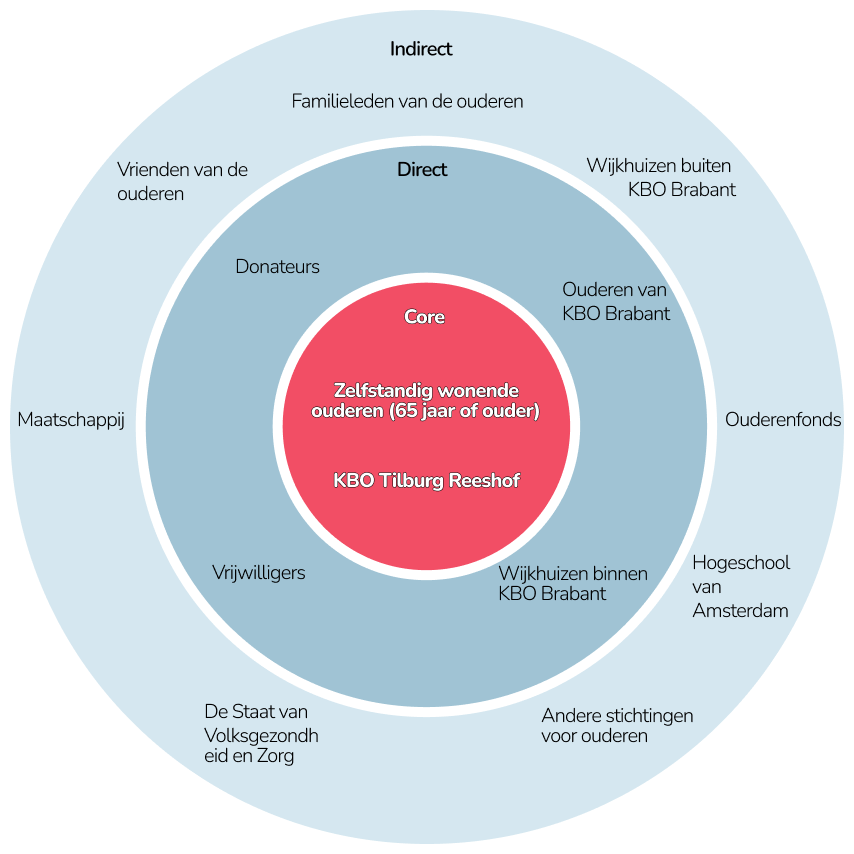 Indirect
Familieleden van de ouderen
Vrienden van de
ouderen
Wijkhuizen buiten
KBO Brabant
Direct
Donateurs
Ouderen van
KBO Brabant
Core
Zelfstandig wonende
ouderen (65 jaar of ouder)
KBO Tilburg Reeshof
Maatschappij
Ouderenfonds
Vrijwilligers
Wijkhuizen binnen
KBO Brabant
Hogeschool
van
Amsterdam
De Staat van
Volksgezondh
eid en Zorg
Andere stichtingen
voor ouderen